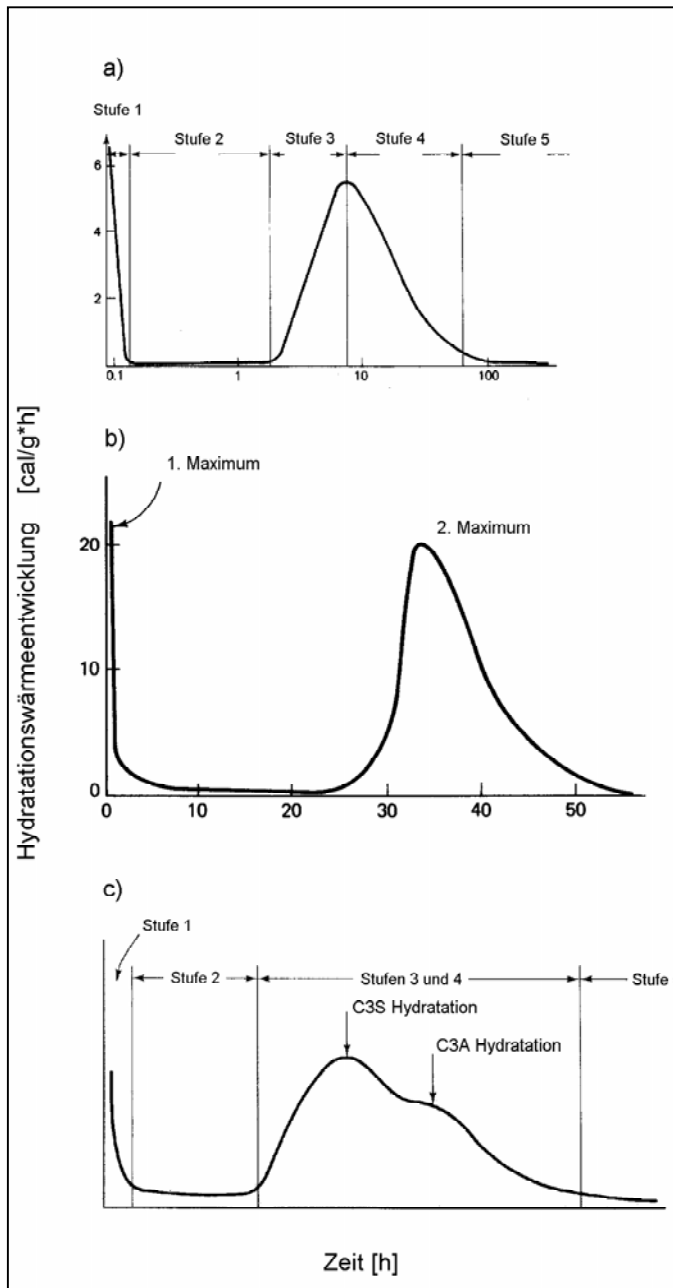 a)
Stufe 1
Stufe 2 Stufe 3 Stufe 4 Stufe 5
6
4
2
0.1 1 10 100
Hydratationswärmeentwicklung [cal/g*h]
b)
1. Maximum
2. Maximum
20
10
0
0 10 20 30 40 50
c)
Stufe 1
Stufe 2 Stufen 3 und 4 Stufe
C3S Hydratation
C3A Hydratation
Zeit [h]